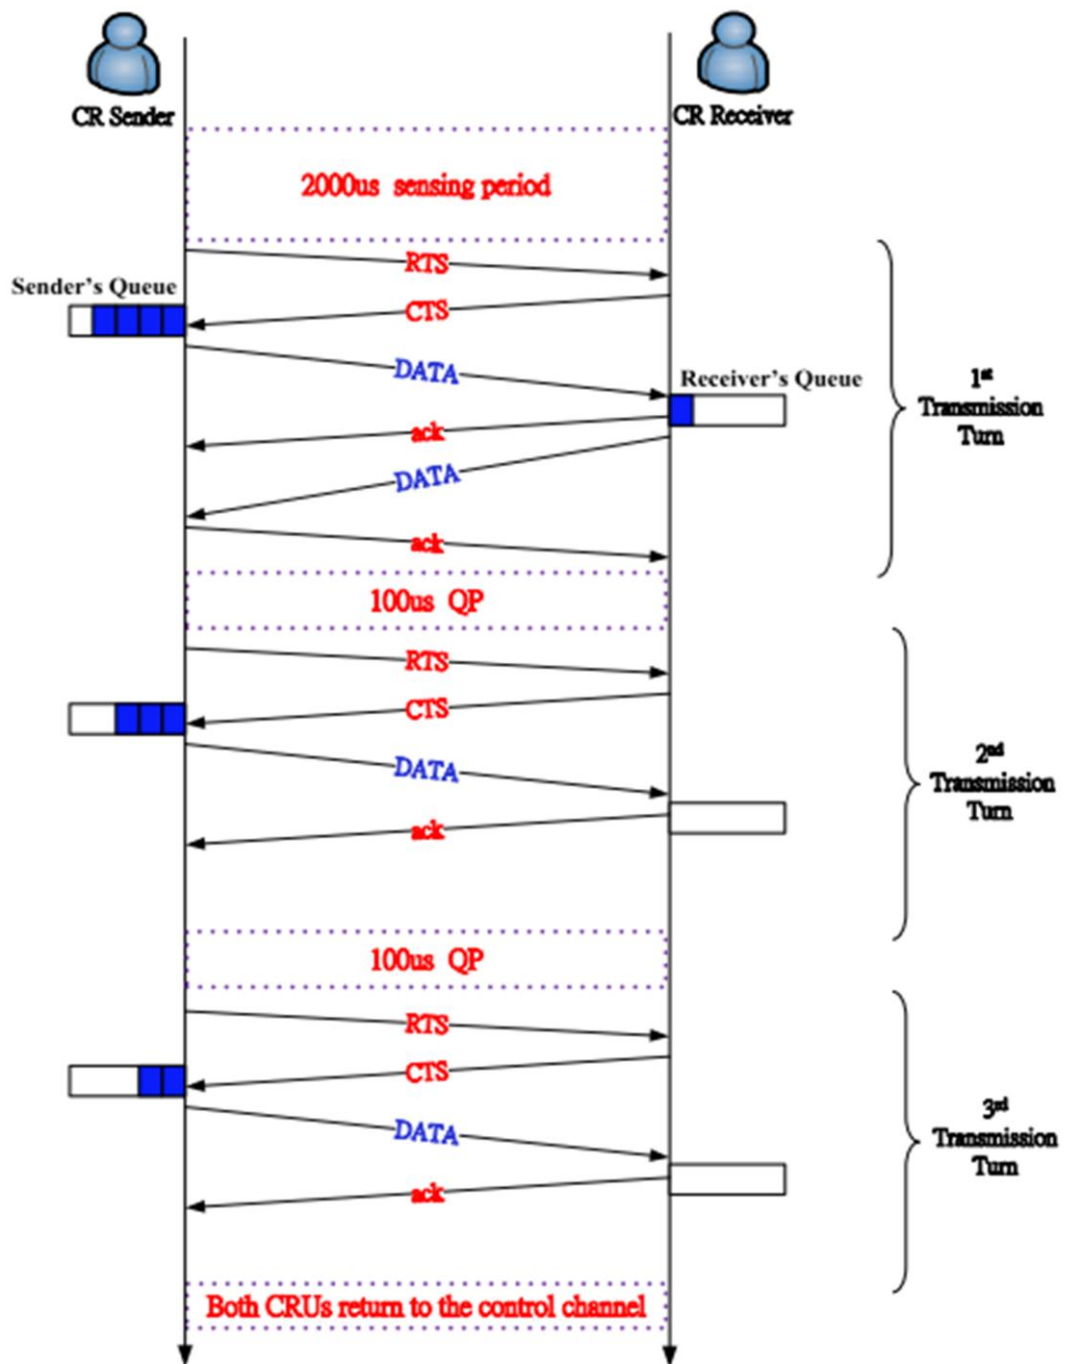 CR Sender
CR Receiver
2000us sensing period
RTS
Sender's Queue
CTS
DATA
Receiver's Queue
1st
Transmission
Turn
ack
DATA
ack
100us QP
RTS
CTS
2nd
Transmission
Turn
DATA
ack
100us QP
RTS
CTS
3rd
Transmission
Turn
DATA
ack
Both CRUs return to the control channel